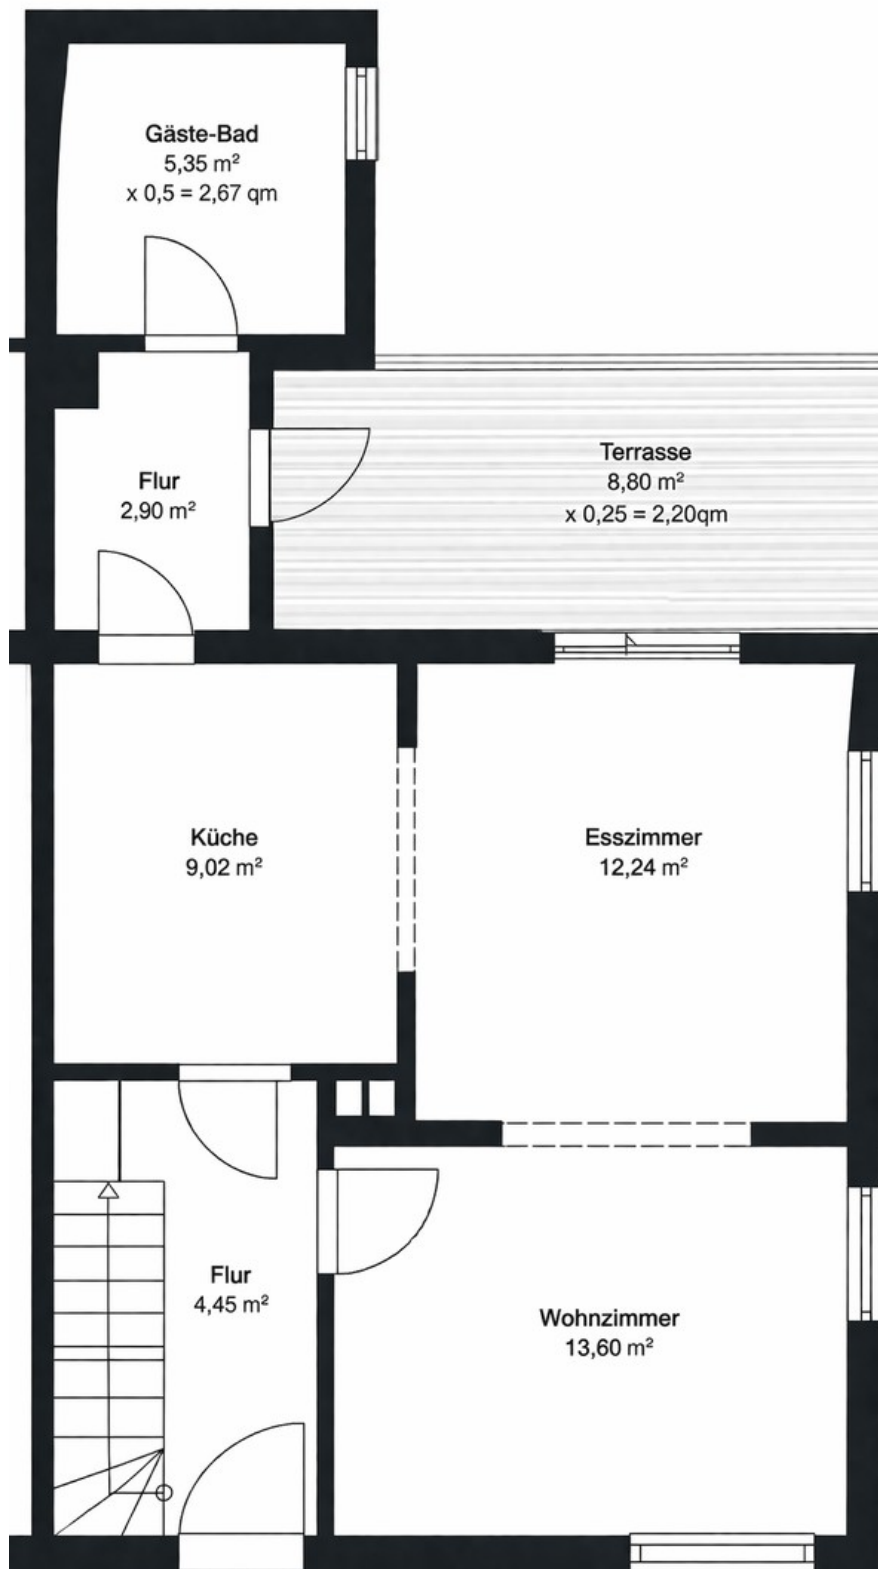 Gäste-Bad
5,35 m²
x 0,5 = 2,67 qm
Flur
2,90 m²
Terrasse
8,80 m²
x 0,25 = 2,20qm
Küche
9,02 m²
Esszimmer
12,24 m²
Flur
4,45 m²
Wohnzimmer
13,60 m²